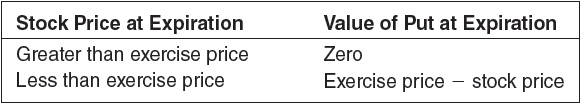 Stock Price at Expiration Value of Put at Expiration
Greater than exercise price Zero
Less than exercise price Exercise price − stock price